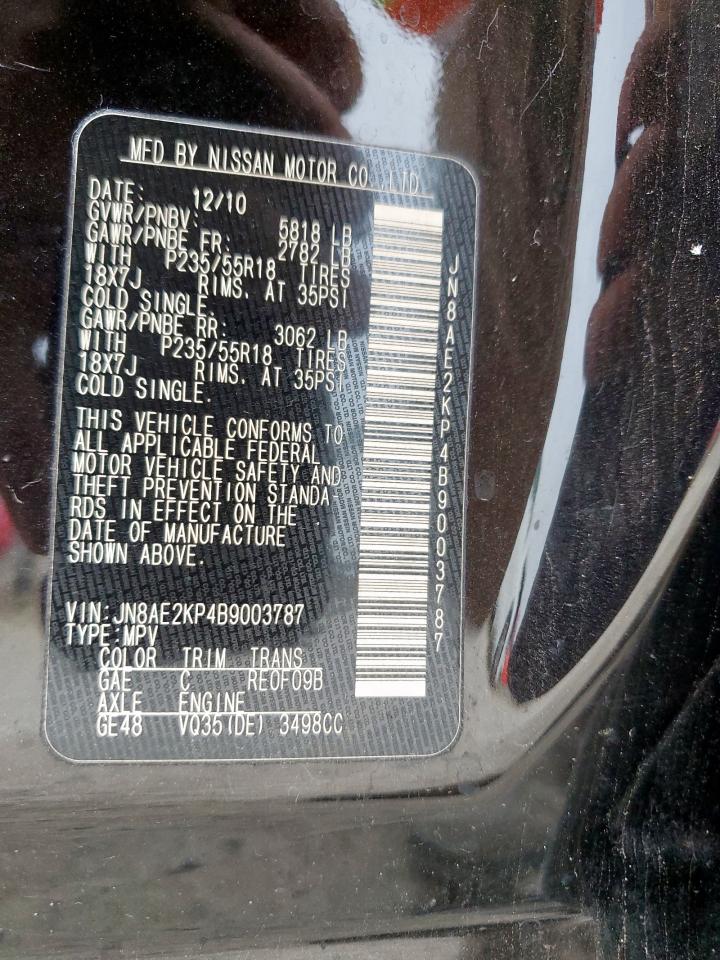 MFD BY NISSAN MOTOR CO.,LTD.
DATE: 12/10
GVWR/PNBV: 5818 LB
GAWR/PNBE FR: 2782 LB
WITH P235/55R18 TIRES
18X7J RIMS. AT 35PSI
COLD SINGLE.
GAWR/PNBE RR: 3062 LB
WITH P235/55R18 TIRES
18X7J RIMS. AT 35PSI
COLD SINGLE.
THIS VEHICLE CONFORMS TO
ALL APPLICABLE FEDERAL
MOTOR VEHICLE SAFETY AND
THEFT PREVENTION STANDA-
RDS IN EFFECT ON THE
DATE OF MANUFACTURE
SHOWN ABOVE.
VIN:JN8AE2KP4B9003787
TYPE:MPV
COLOR TRIM TRANS
GAE C RE0F09B
AXLE ENGINE
GE48 VQ35(DE) 3498CC
JN8AE2KP4B9003787